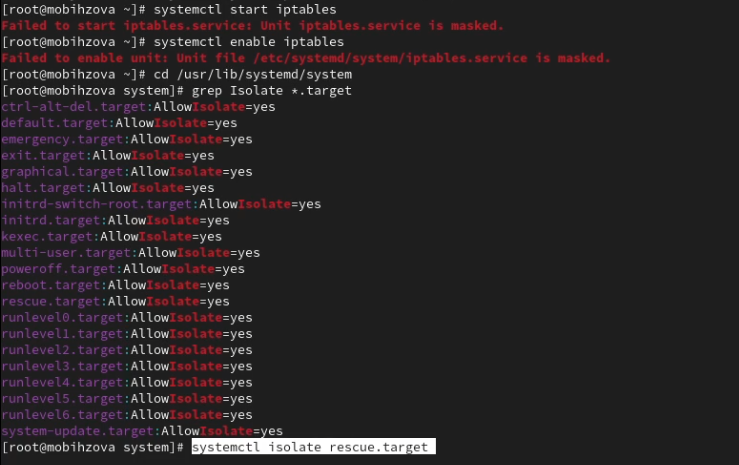 [root@mobihzova ~]# systemctl start iptables
Failed to start iptables.service: Unit iptables.service is masked.
[root@mobihzova ~]# systemctl enable iptables
Failed to enable unit: Unit file /etc/systemd/system/iptables.service is masked.
[root@mobihzova ~]# cd /usr/lib/systemd/system
[root@mobihzova system]# grep Isolate *.target
ctrl-alt-del.target:AllowIsolate=yes
default.target:AllowIsolate=yes
emergency.target:AllowIsolate=yes
exit.target:AllowIsolate=yes
graphical.target:AllowIsolate=yes
halt.target:AllowIsolate=yes
initrd-switch-root.target:AllowIsolate=yes
initrd.target:AllowIsolate=yes
kexec.target:AllowIsolate=yes
multi-user.target:AllowIsolate=yes
poweroff.target:AllowIsolate=yes
reboot.target:AllowIsolate=yes
rescue.target:AllowIsolate=yes
runlevel0.target:AllowIsolate=yes
runlevel1.target:AllowIsolate=yes
runlevel2.target:AllowIsolate=yes
runlevel3.target:AllowIsolate=yes
runlevel4.target:AllowIsolate=yes
runlevel5.target:AllowIsolate=yes
runlevel6.target:AllowIsolate=yes
system-update.target:AllowIsolate=yes
[root@mobihzova system]# systemctl isolate rescue.target